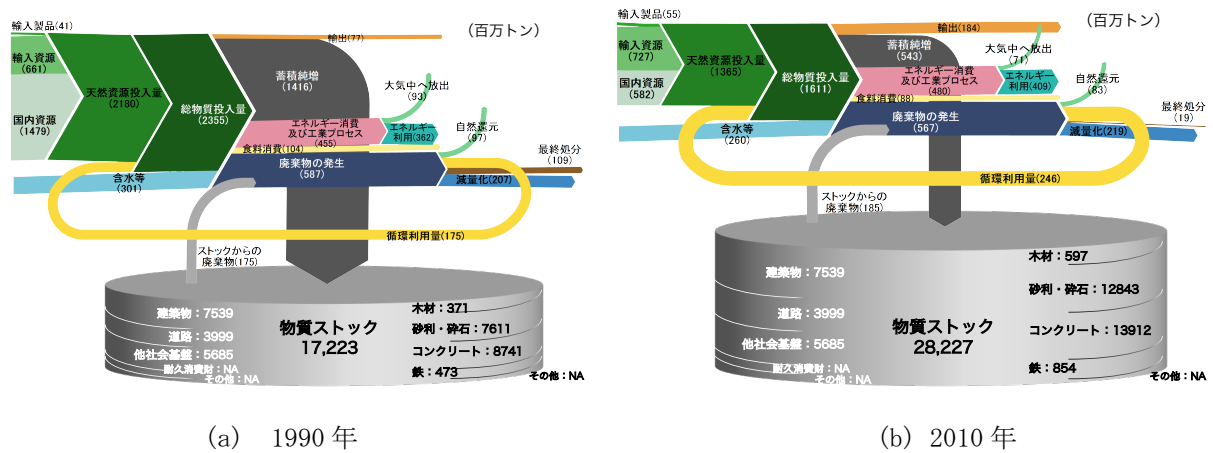 輸入製品(41)
(百万トン)
輸入資源
(661)
国内資源
(1479)
天然資源投入量
(2180)
総物質投入量
(2355)
輸出(77)
蓄積純増
(1416)
大気中へ放出
(93)
エネルギー消費
及び工業プロセス
(455)
エネルギー
利用(362)
自然還元
(97)
食料消費(104)
廃棄物の発生
(587)
最終処分
(109)
減量化(207)
含水等
(301)
循環利用量(175)
ストックからの
廃棄物(175)
建築物：7539
道路：3999
他社会基盤：5685
耐久消費財：NA
その他：NA
物質ストック
17,223
木材：371
砂利・砕石：7611
コンクリート：8741
鉄：473
その他：NA
(a) 1990 年
輸入製品(55)
(百万トン)
輸入資源
(727)
国内資源
(582)
天然資源投入量
(1365)
総物質投入量
(1611)
輸出(184)
蓄積純増
(543)
大気中へ放出
(71)
エネルギー消費
及び工業プロセス
(480)
エネルギー
利用(409)
自然還元
(83)
食料消費(88)
廃棄物の発生
(567)
最終処分
(19)
減量化(219)
含水等
(260)
循環利用量(246)
ストックからの
廃棄物(185)
建築物：7539
道路：3999
他社会基盤：5685
耐久消費財：NA
その他：NA
物質ストック
28,227
木材：597
砂利・砕石：12843
コンクリート：13912
鉄：854
その他：NA
(b) 2010 年